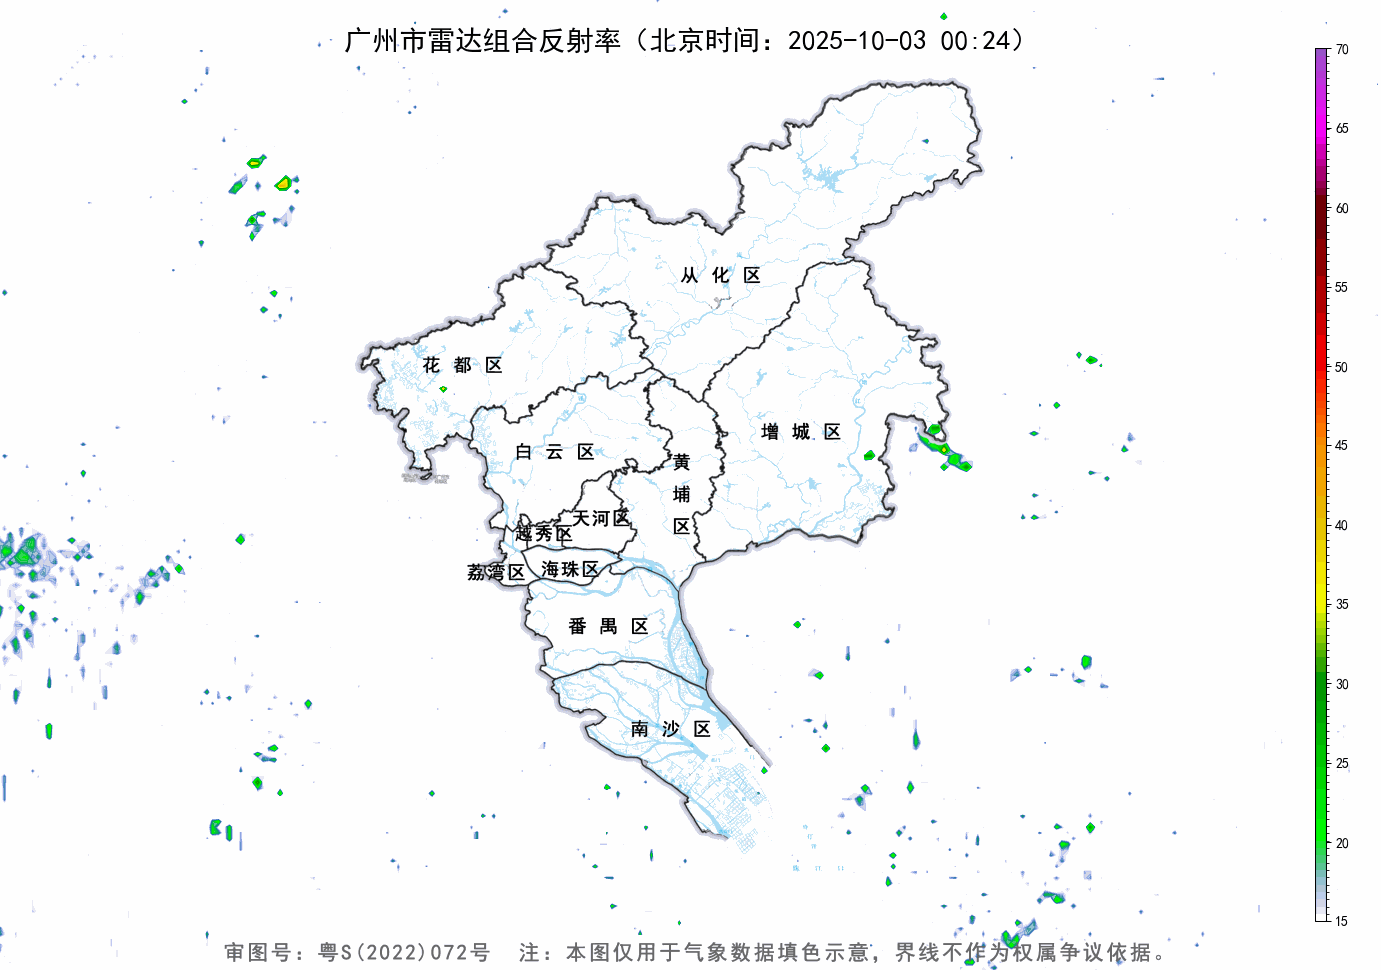 广州市雷达组合反射率（北京时间：2025-10-03 00:24）
70
65
60
55
50
45
40
35
30
25
20
15
从化区
花都区
增城区
白云区
黄埔区
天河区
越秀区
海珠区
荔湾区
番禺区
南沙区
审图号：粤S(2022)072号 注：本图仅用于气象数据填色示意，界线不作为权属争议依据。